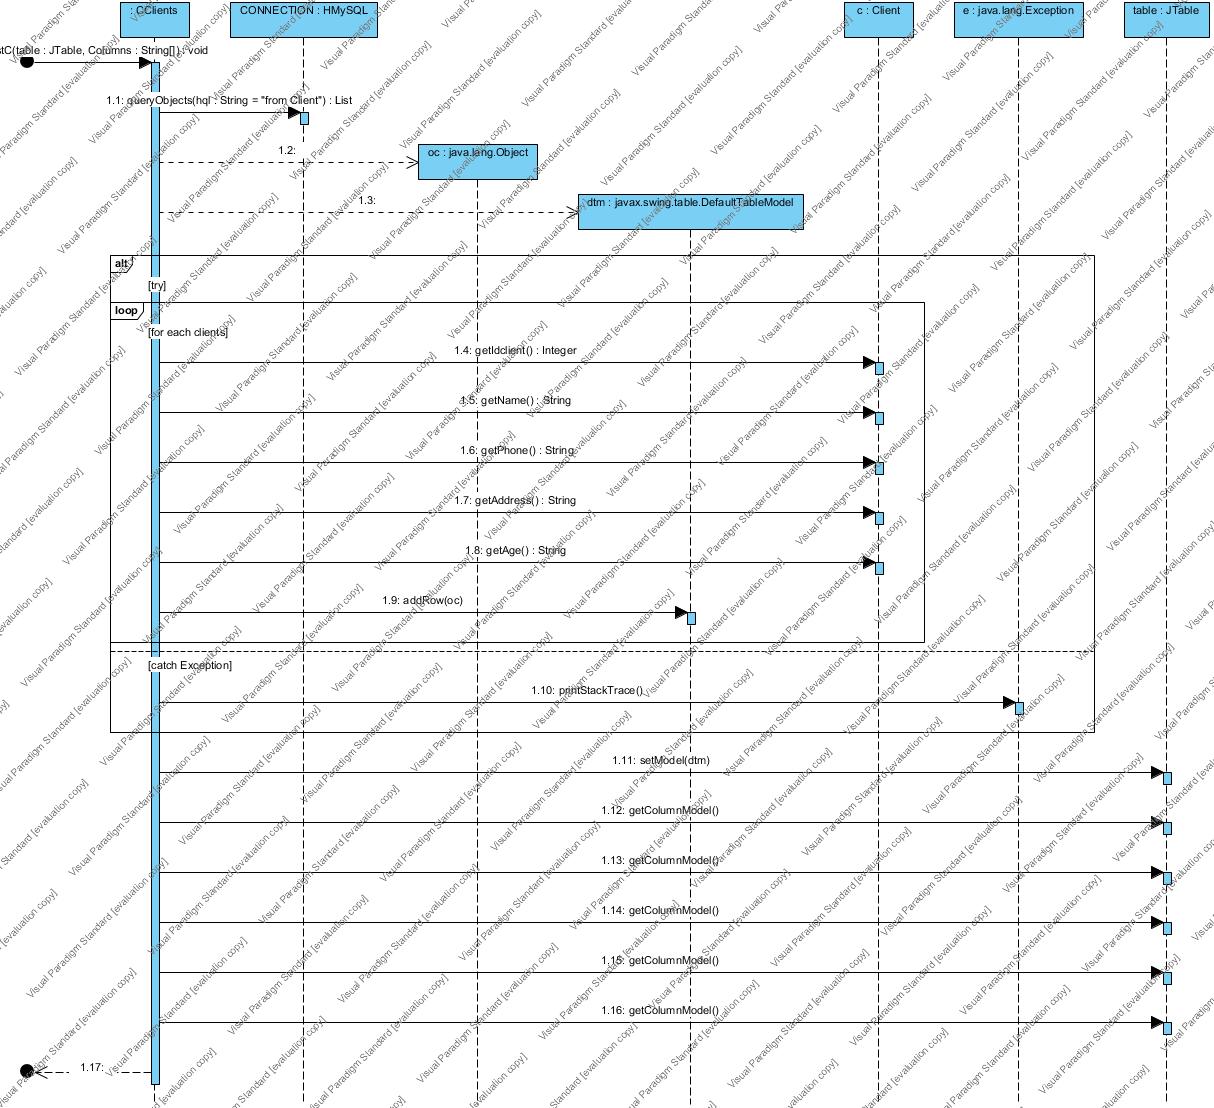 : CClients
CONNECTION : HMySQL
c : Client
e : java.lang.Exception
table : JTable
stC(table : JTable, Columns : String[]) : void
1.1: queryObjects(hql : String = "from Client") : List
1.2:
oc : java.lang.Object
1.3:
dtm : javax.swing.table.DefaultTableModel
alt
[try]
loop
[for each clients]
1.4: getIdclient() : Integer
1.5: getName() : String
1.6: getPhone() : String
1.7: getAddress() : String
1.8: getAge() : String
1.9: addRow(oc)
[catch Exception]
1.10: printStackTrace()
1.11: setModel(dtm)
1.12: getColumnModel()
1.13: getColumnModel()
1.14: getColumnModel()
1.15: getColumnModel()
1.16: getColumnModel()
1.17:
Visual Paradigm Standard [evaluation copy]